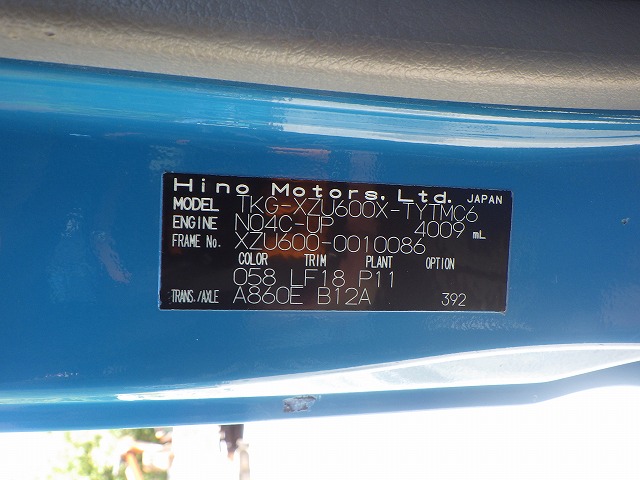 Hino Motors, Ltd. JAPAN
MODEL TKG-XZU600X-TYTMC6
ENGINE N04C-UP 4009 mL
FRAME No. XZU600-0010086
COLOR TRIM PLANT OPTION
058 LF18 P11
TRANS./AXLE A860E B12A 392